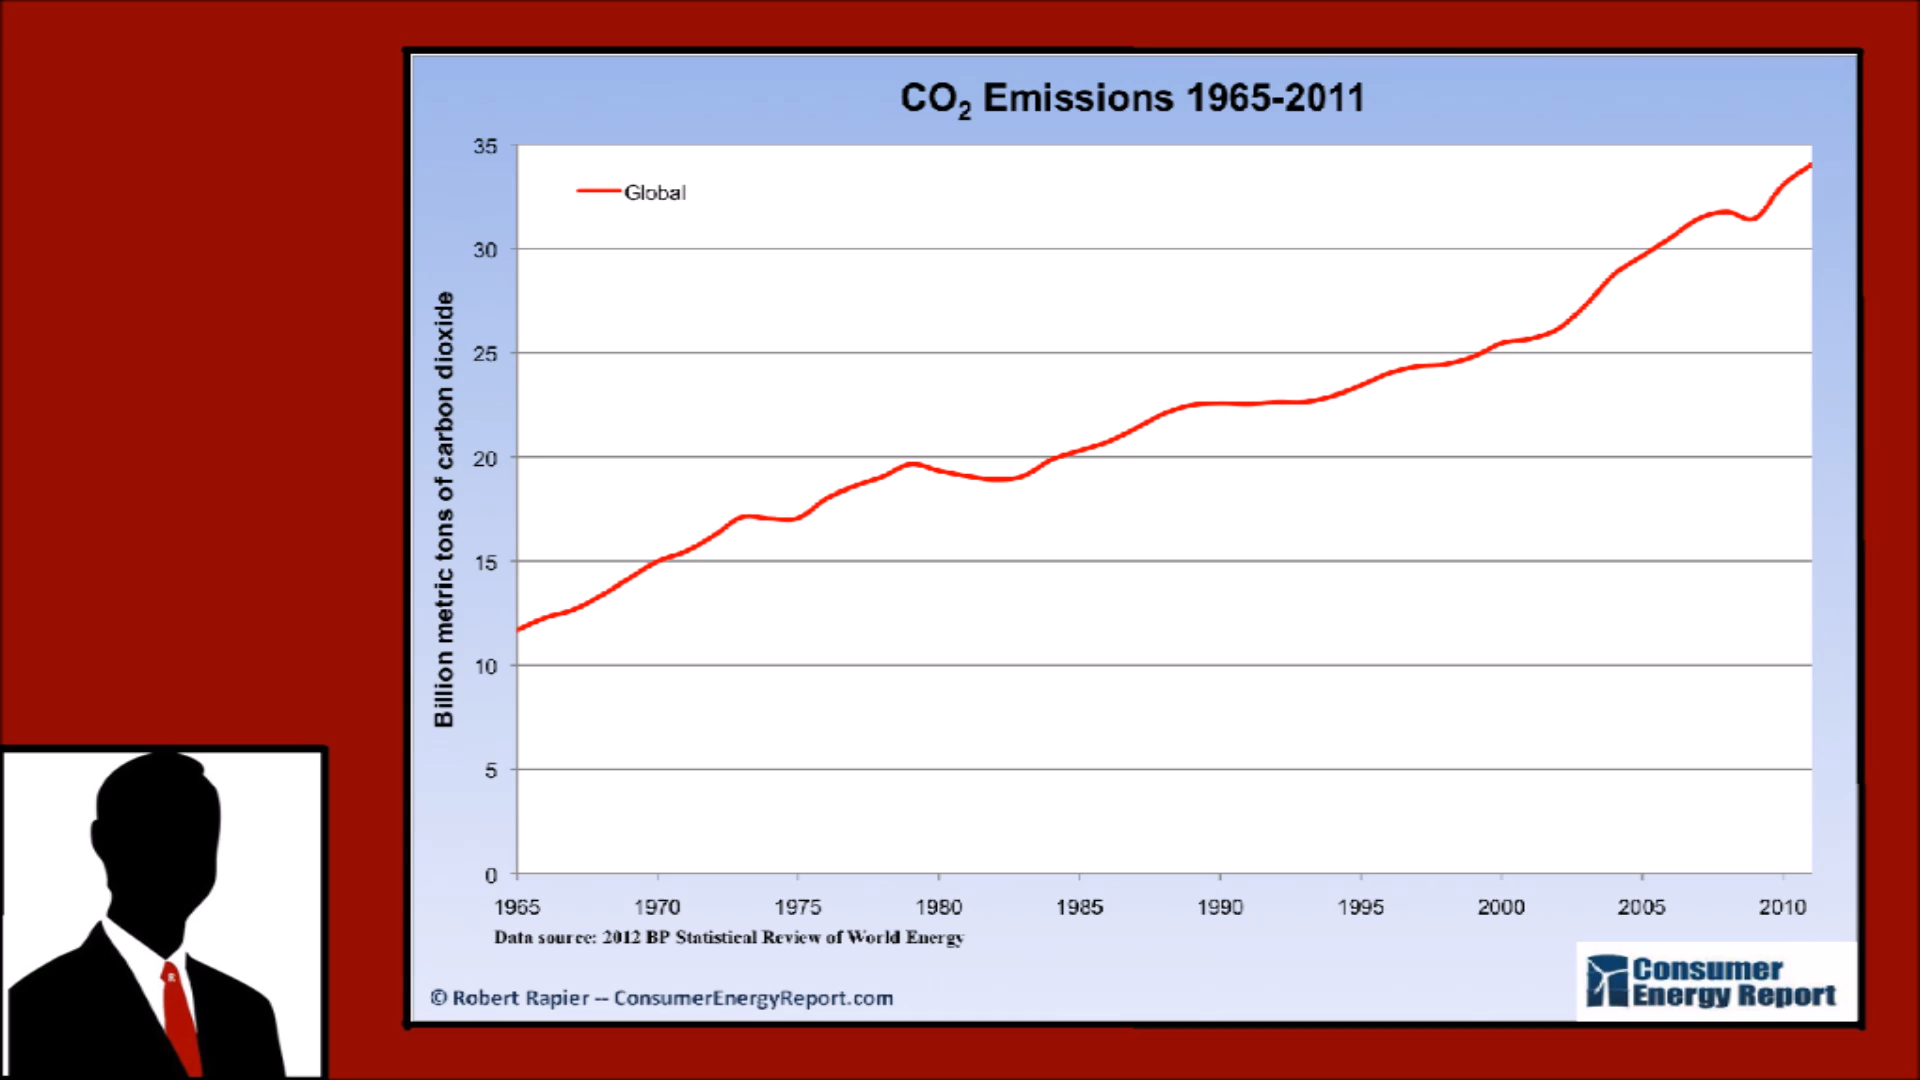 CO2 Emissions 1965-2011
35
Global
30
25
20
15
10
5
0
Billion metric tons of carbon dioxide
1965 1970 1975 1980 1985 1990 1995 2000 2005 2010
Data source: 2012 BP Statistical Review of World Energy
© Robert Rapier -- ConsumerEnergyReport.com
Consumer
Energy Report
R